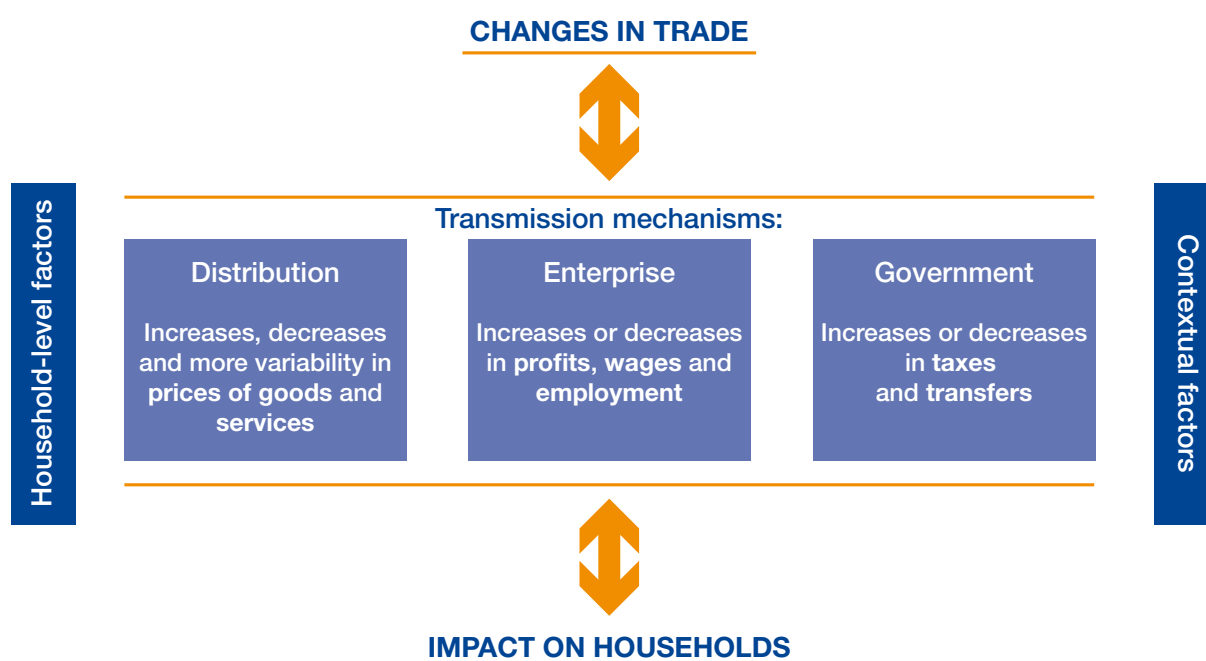 CHANGES IN TRADE
Household-level factors
Transmission mechanisms:
Distribution
Increases, decreases
and more variability in
prices of goods and
services
Enterprise
Increases or decreases
in profits, wages and
employment
Government
Increases or decreases
in taxes
and transfers
Contextual factors
IMPACT ON HOUSEHOLDS